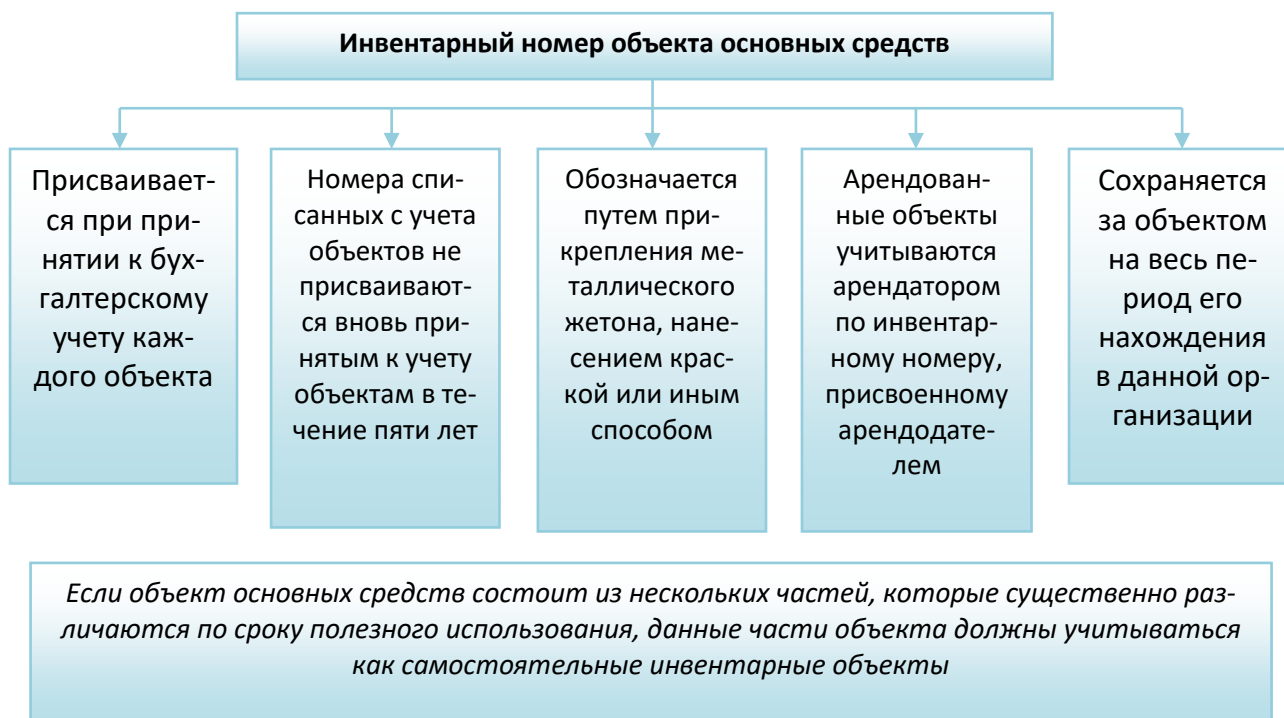 Инвентарный номер объекта основных средств
Присваивает-
ся при при-
нятии к бух-
галтерскому
учету каж-
дого объекта
Номера спи-
санных с учета
объектов не
присваивают-
ся вновь при-
нятым к учету
объектам в те-
чение пяти лет
Обозначается
путем при-
крепления ме-
таллического
жетона, нане-
сением крас-
кой или иным
способом
Арендован-
ные объекты
учитываются
арендатором
по инвентар-
ному номеру,
присвоенному
арендодате-
лем
Сохраняется
за объектом
на весь пе-
риод его
нахождения
в данной ор-
ганизации
Если объект основных средств состоит из нескольких частей, которые существенно раз-
личаются по сроку полезного использования, данные части объекта должны учитываться
как самостоятельные инвентарные объекты